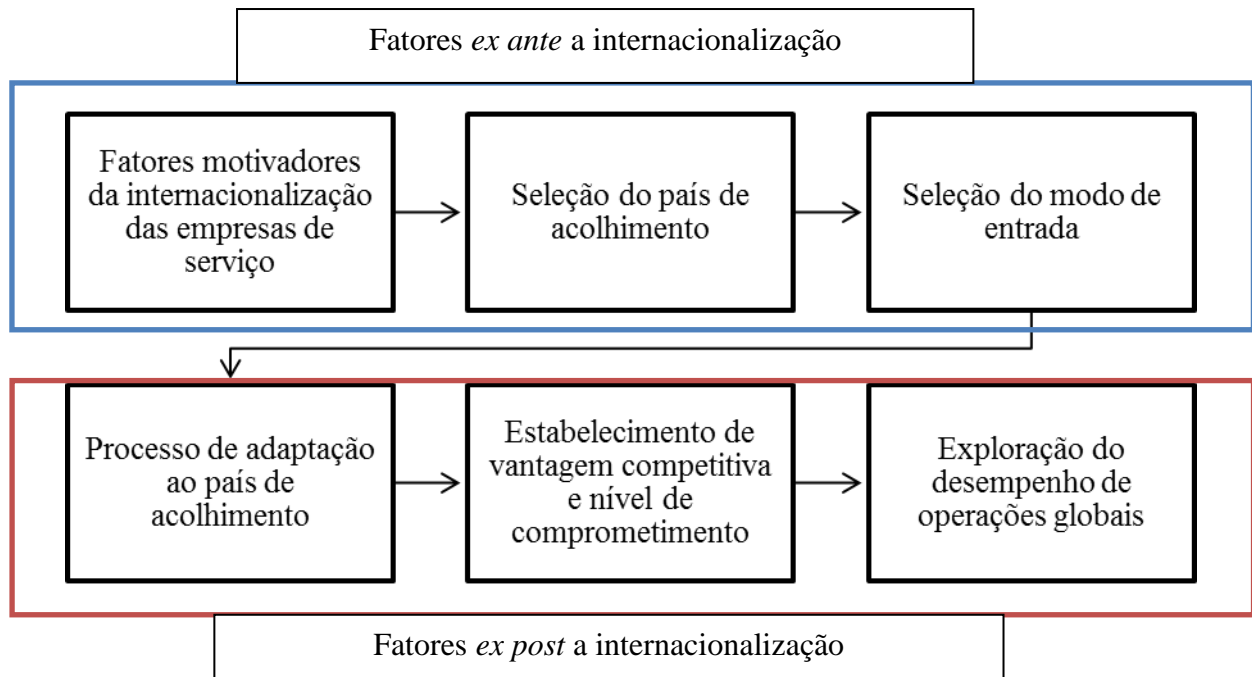 Fatores ex ante a internacionalização
Fatores motivadores
da internacionalização
das empresas de
serviço
Seleção do país de
acolhimento
Seleção do modo de
entrada
Processo de adaptação
ao país de
acolhimento
Estabelecimento de
vantagem competitiva
e nível de
comprometimento
Exploração do
desempenho de
operações globais
Fatores ex post a internacionalização